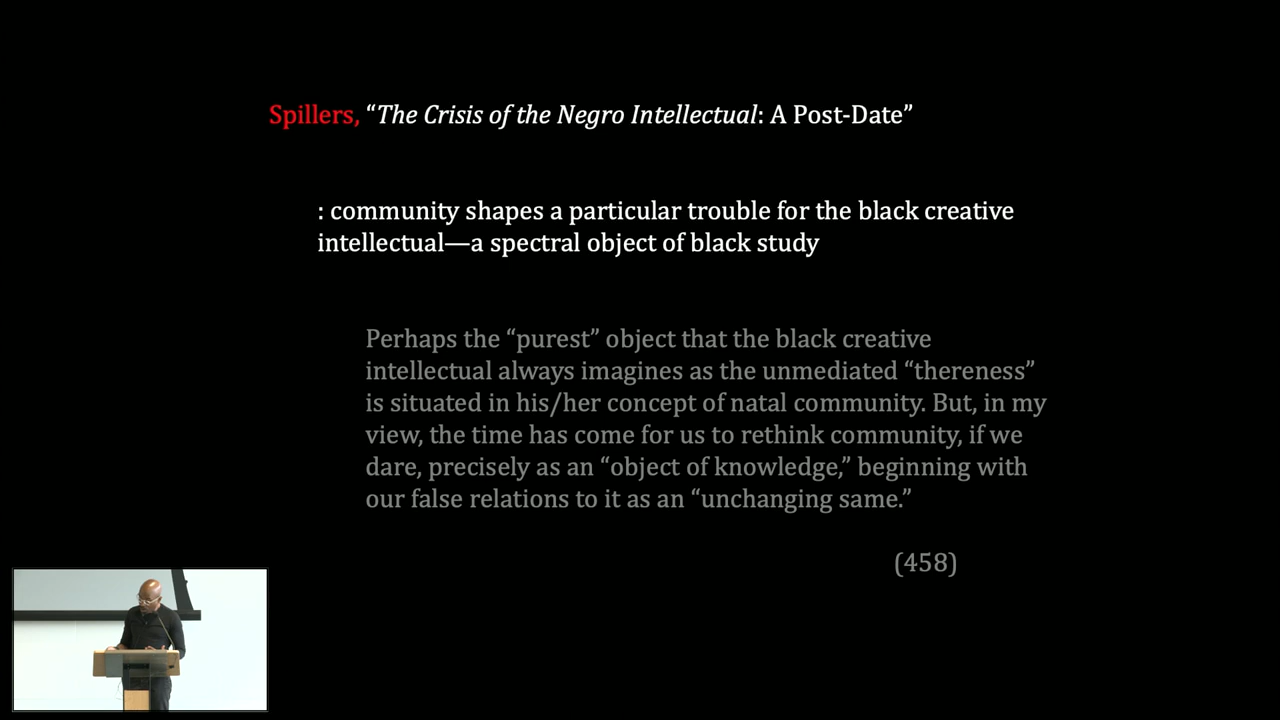 Spillers, “The Crisis of the Negro Intellectual: A Post-Date”
: community shapes a particular trouble for the black creative
intellectual—a spectral object of black study
Perhaps the “purest” object that the black creative
intellectual always imagines as the unmediated “thereness”
is situated in his/her concept of natal community. But, in my
view, the time has come for us to rethink community, if we
dare, precisely as an “object of knowledge,” beginning with
our false relations to it as an “unchanging same.”
(458)